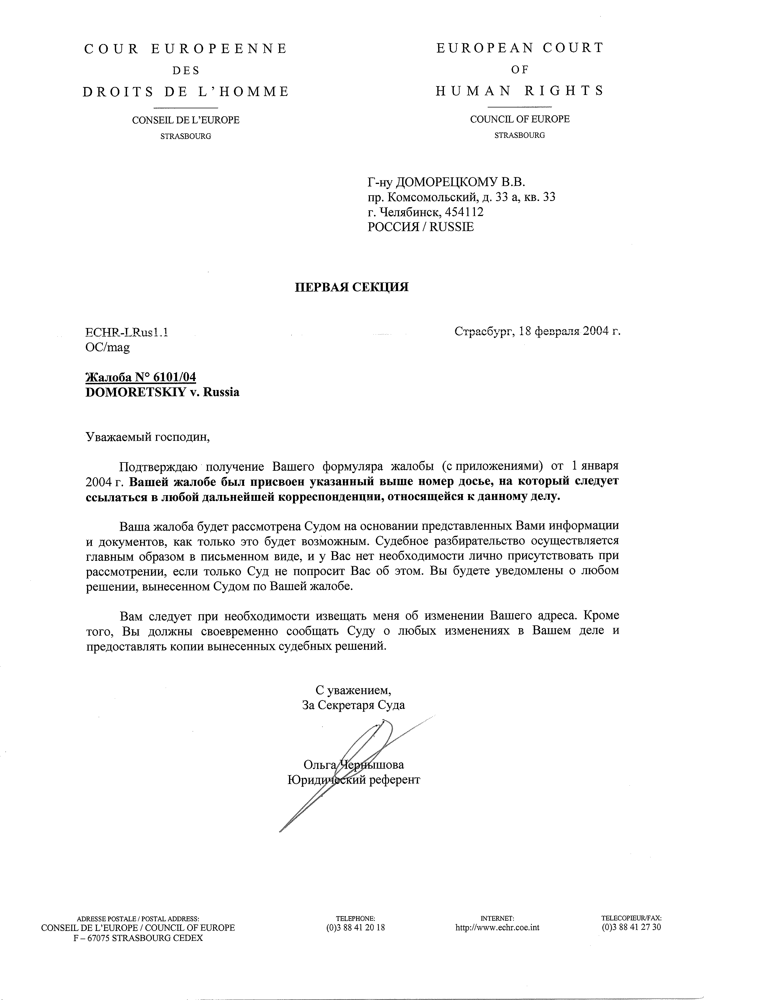 COUR EUROPEENNE
DES
DROITS DE L'HOMME
CONSEIL DE L'EUROPE
STRASBOURG
EUROPEAN COURT
OF
HUMAN RIGHTS
COUNCIL OF EUROPE
STRASBOURG
Г-ну ДОМОРЕЦКОМУ В.В.
пр. Комсомольский, д. 33 а, кв. 33
г. Челябинск, 454112
РОССИЯ / RUSSIE
ПЕРВАЯ СЕКЦИЯ
ECHR-LRus1.1
OC/mag
Страсбург, 18 февраля 2004 г.
Жалоба N° 6101/04
DOMORETSKIY v. Russia
Уважаемый господин,
Подтверждаю получение Вашего формуляра жалобы (с приложениями) от 1 января
2004 г. Вашей жалобе был присвоен указанный выше номер досье, на который следует
ссылаться в любой дальнейшей корреспонденции, относящейся к данному делу.
Ваша жалоба будет рассмотрена Судом на основании представленных Вами информации
и документов, как только это будет возможным. Судебное разбирательство осуществляется
главным образом в письменном виде, и у Вас нет необходимости лично присутствовать при
рассмотрении, если только Суд не попросит Вас об этом. Вы будете уведомлены о любом
решении, вынесенном Судом по Вашей жалобе.
Вам следует при необходимости извещать меня об изменении Вашего адреса. Кроме
того, Вы должны своевременно сообщать Суду о любых изменениях в Вашем деле и
предоставлять копии вынесенных судебных решений.
С уважением,
За Секретаря Суда
Ольга Чернышова
Юридический референт
ADRESSE POSTALE / POSTAL ADDRESS:
CONSEIL DE L'EUROPE / COUNCIL OF EUROPE
F – 67075 STRASBOURG CEDEX
TELEPHONE:
(0)3 88 41 20 18
INTERNET:
http://www.echr.coe.int
TELECOPIEUR/FAX:
(0)3 88 41 27 30